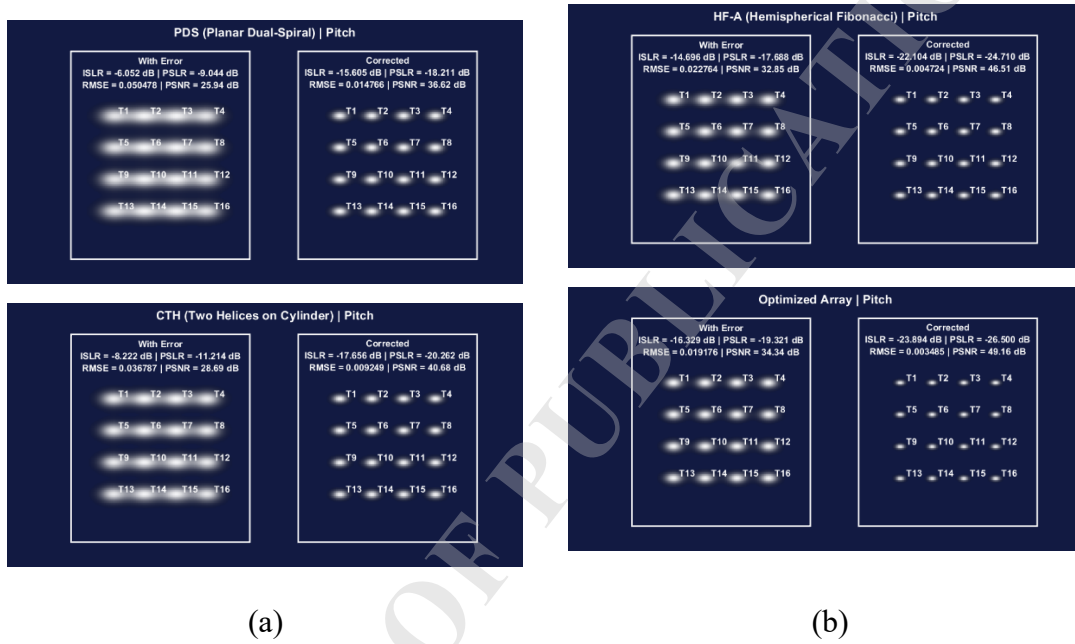 PDS (Planar Dual-Spiral) | Pitch
With Error
ISLR = -6.052 dB | PSLR = -9.044 dB
RMSE = 0.050478 | PSNR = 25.94 dB
T1 T2 T3 T4
T5 T6 T7 T8
T9 T10 T11 T12
T13 T14 T15 T16
Corrected
ISLR = -15.605 dB | PSLR = -18.211 dB
RMSE = 0.014766 | PSNR = 36.62 dB
T1 T2 T3 T4
T5 T6 T7 T8
T9 T10 T11 T12
T13 T14 T15 T16
CTH (Two Helices on Cylinder) | Pitch
With Error
ISLR = -8.222 dB | PSLR = -11.214 dB
RMSE = 0.036787 | PSNR = 28.69 dB
T1 T2 T3 T4
T5 T6 T7 T8
T9 T10 T11 T12
T13 T14 T15 T16
Corrected
ISLR = -17.656 dB | PSLR = -20.262 dB
RMSE = 0.009249 | PSNR = 40.68 dB
T1 T2 T3 T4
T5 T6 T7 T8
T9 T10 T11 T12
T13 T14 T15 T16
(a)
HF-A (Hemispherical Fibonacci) | Pitch
With Error
ISLR = -14.696 dB | PSLR = -17.688 dB
RMSE = 0.022764 | PSNR = 32.85 dB
T1 T2 T3 T4
T5 T6 T7 T8
T9 T10 T11 T12
T13 T14 T15 T16
Corrected
ISLR = -22.104 dB | PSLR = -24.710 dB
RMSE = 0.004724 | PSNR = 46.51 dB
T1 T2 T3 T4
T5 T6 T7 T8
T9 T10 T11 T12
T13 T14 T15 T16
Optimized Array | Pitch
With Error
ISLR = -16.329 dB | PSLR = -19.321 dB
RMSE = 0.019176 | PSNR = 34.34 dB
T1 T2 T3 T4
T5 T6 T7 T8
T9 T10 T11 T12
T13 T14 T15 T16
Corrected
ISLR = -23.894 dB | PSLR = -26.500 dB
RMSE = 0.003485 | PSNR = 49.16 dB
T1 T2 T3 T4
T5 T6 T7 T8
T9 T10 T11 T12
T13 T14 T15 T16
(b)
OF PUBLICATI